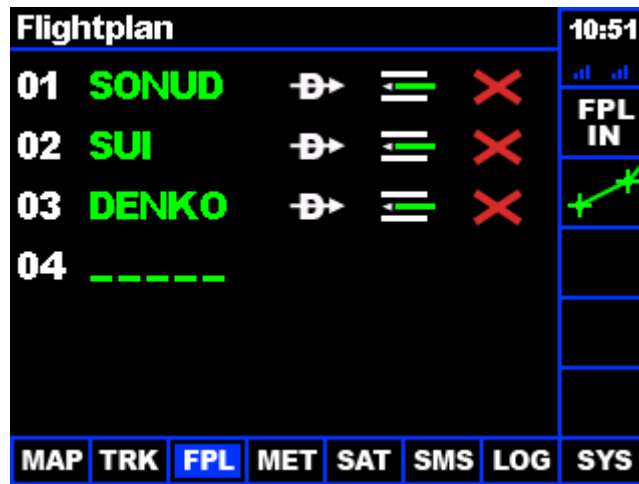 Flightplan 10:51
01 SONUD
FPL
IN
02 SUI
03 DENKO
04 _____
MAP TRK FPL MET SAT SMS LOG SYS